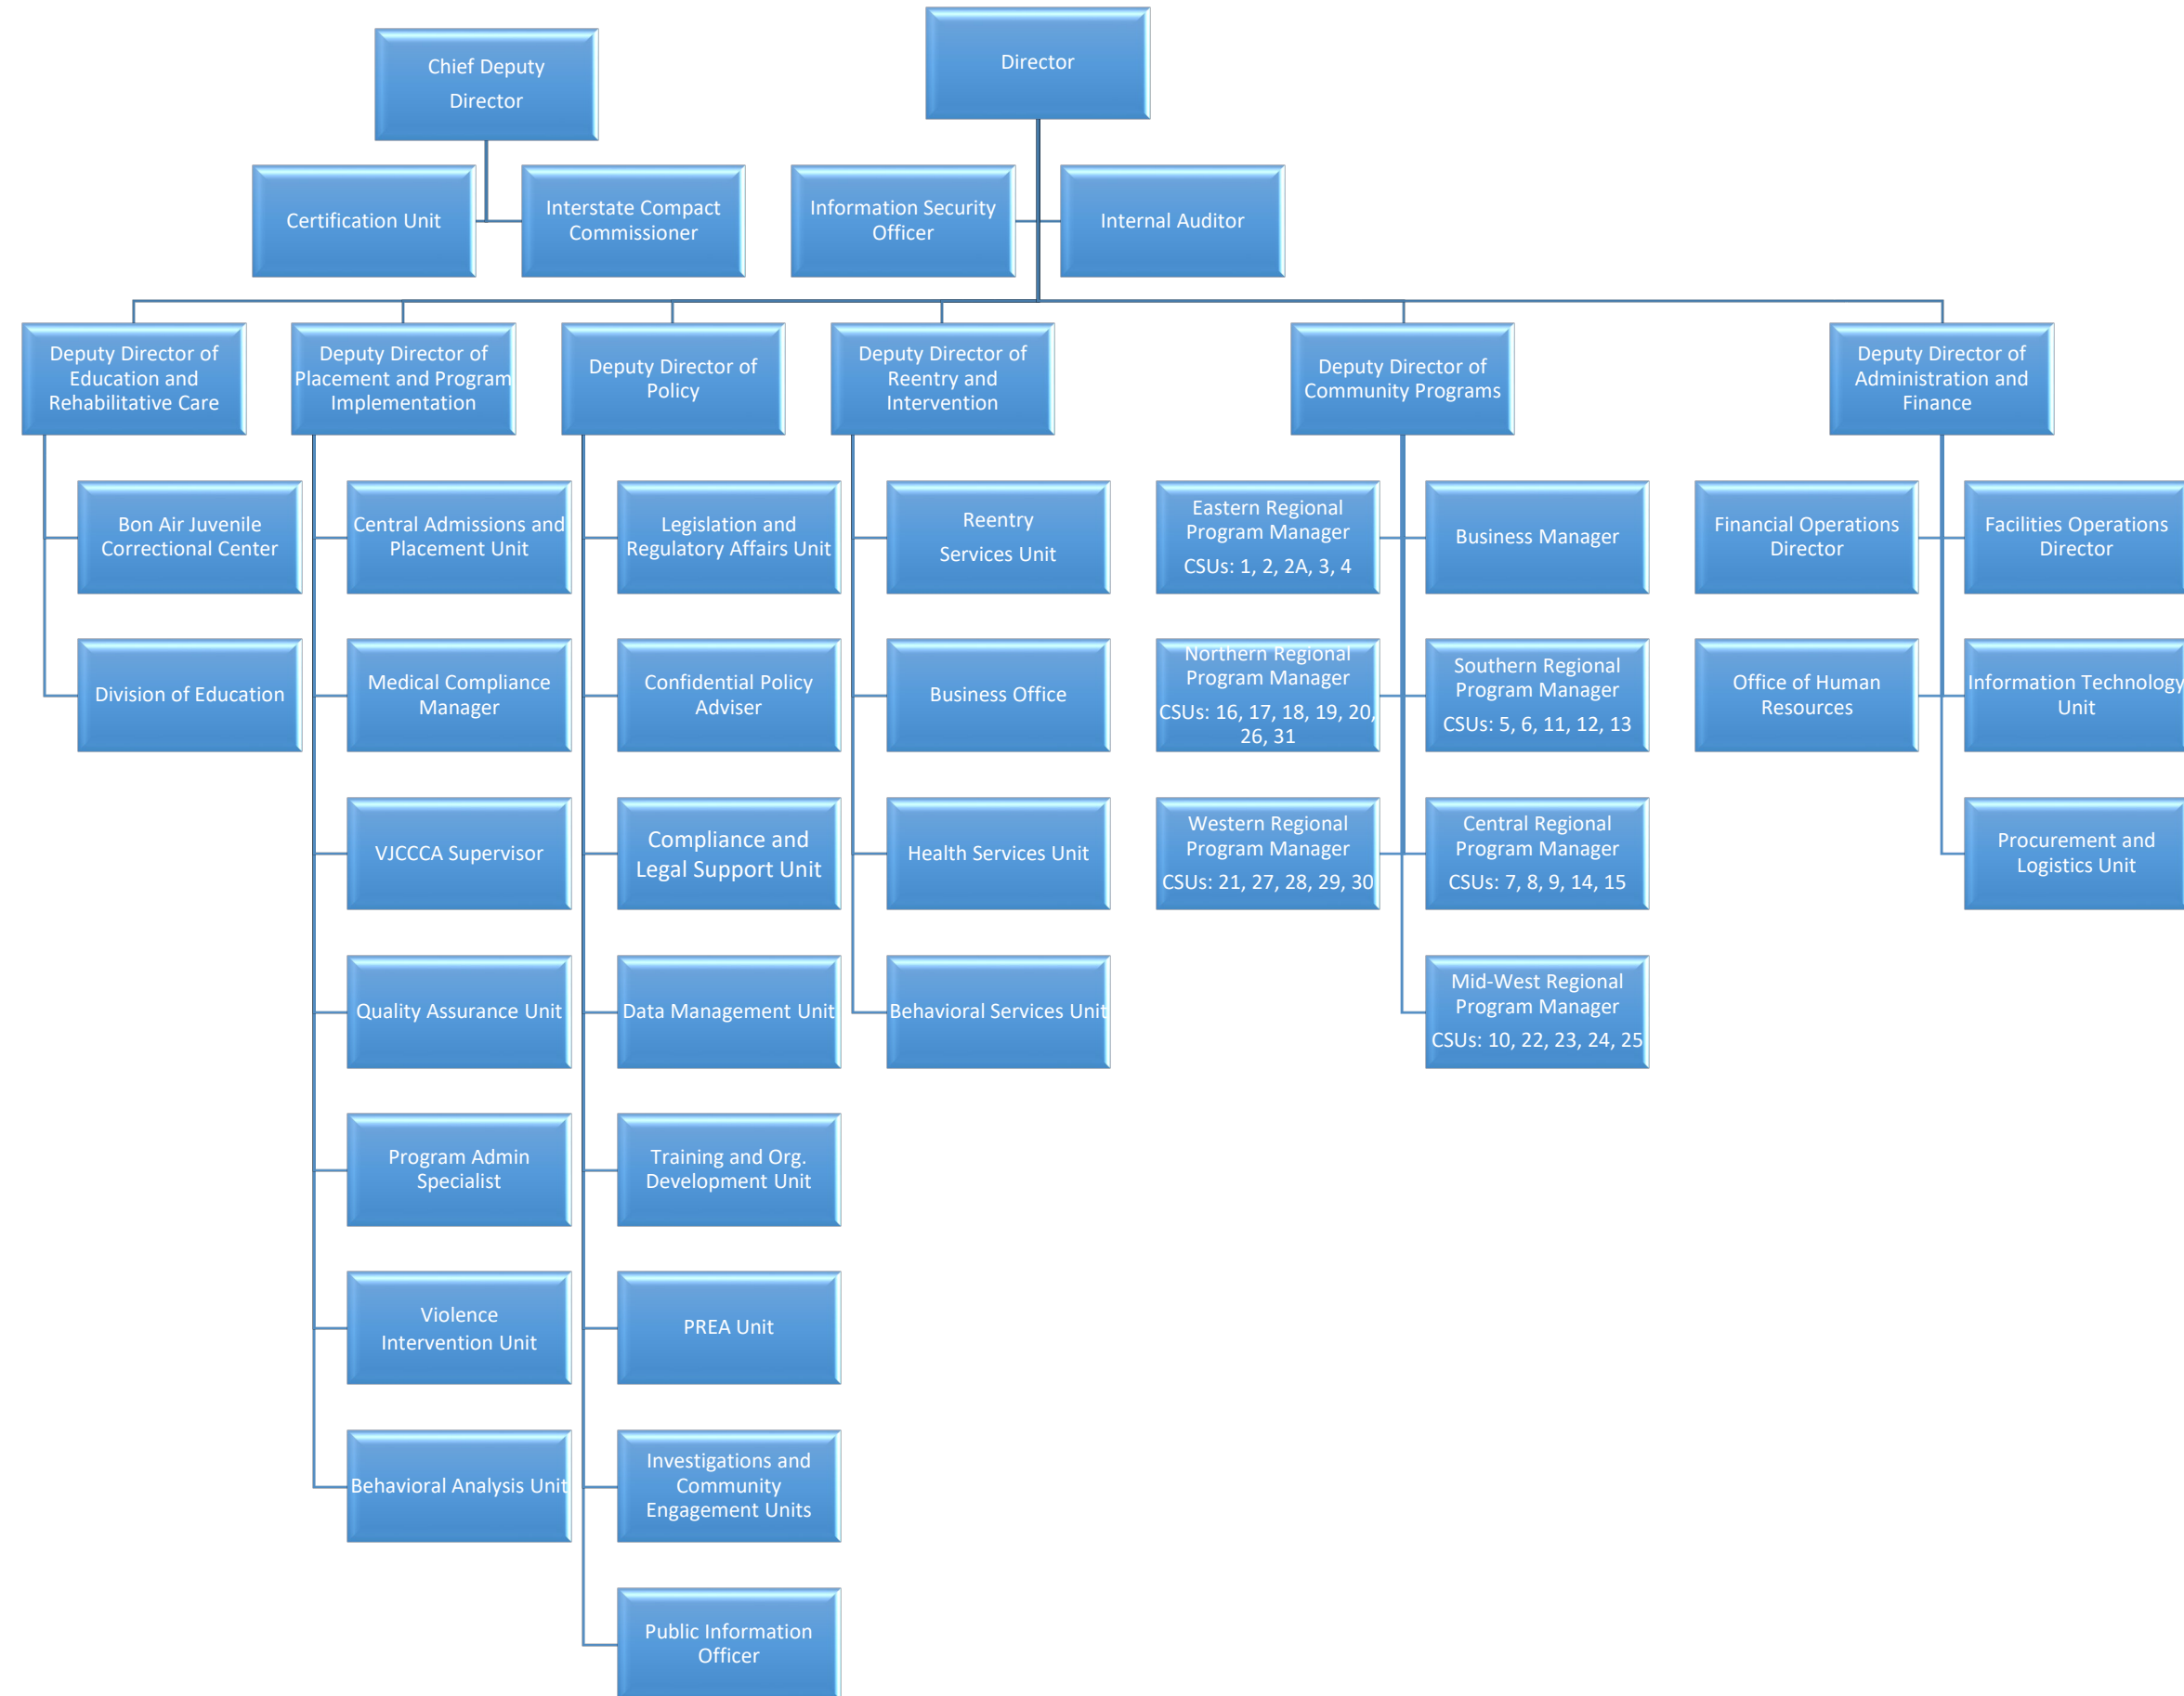 Chief Deputy
Director
Director
Certification Unit
Interstate Compact
Commissioner
Information Security
Officer
Internal Auditor
Deputy Director of
Education and
Rehabilitative Care
Deputy Director of
Placement and Program
Implementation
Deputy Director of
Policy
Deputy Director of
Reentry and
Intervention
Deputy Director of
Community Programs
Deputy Director of
Administration and
Finance
Bon Air Juvenile
Correctional Center
Division of Education
Central Admissions and
Placement Unit
Medical Compliance
Manager
VJCCCA Supervisor
Quality Assurance Unit
Program Admin
Specialist
Violence
Intervention Unit
Behavioral Analysis Unit
Legislation and
Regulatory Affairs Unit
Confidential Policy
Adviser
Compliance and
Legal Support Unit
Data Management Unit
Training and Org.
Development Unit
PREA Unit
Investigations and
Community
Engagement Units
Public Information
Officer
Reentry
Services Unit
Business Office
Health Services Unit
Behavioral Services Unit
Eastern Regional
Program Manager
CSUs: 1, 2, 2A, 3, 4
Business Manager
Northern Regional
Program Manager
CSUs: 16, 17, 18, 19, 20,
26, 31
Southern Regional
Program Manager
CSUs: 5, 6, 11, 12, 13
Western Regional
Program Manager
CSUs: 21, 27, 28, 29, 30
Central Regional
Program Manager
CSUs: 7, 8, 9, 14, 15
Mid-West Regional
Program Manager
CSUs: 10, 22, 23, 24, 25
Financial Operations
Director
Facilities Operations
Director
Office of Human
Resources
Information Technology
Unit
Procurement and
Logistics Unit